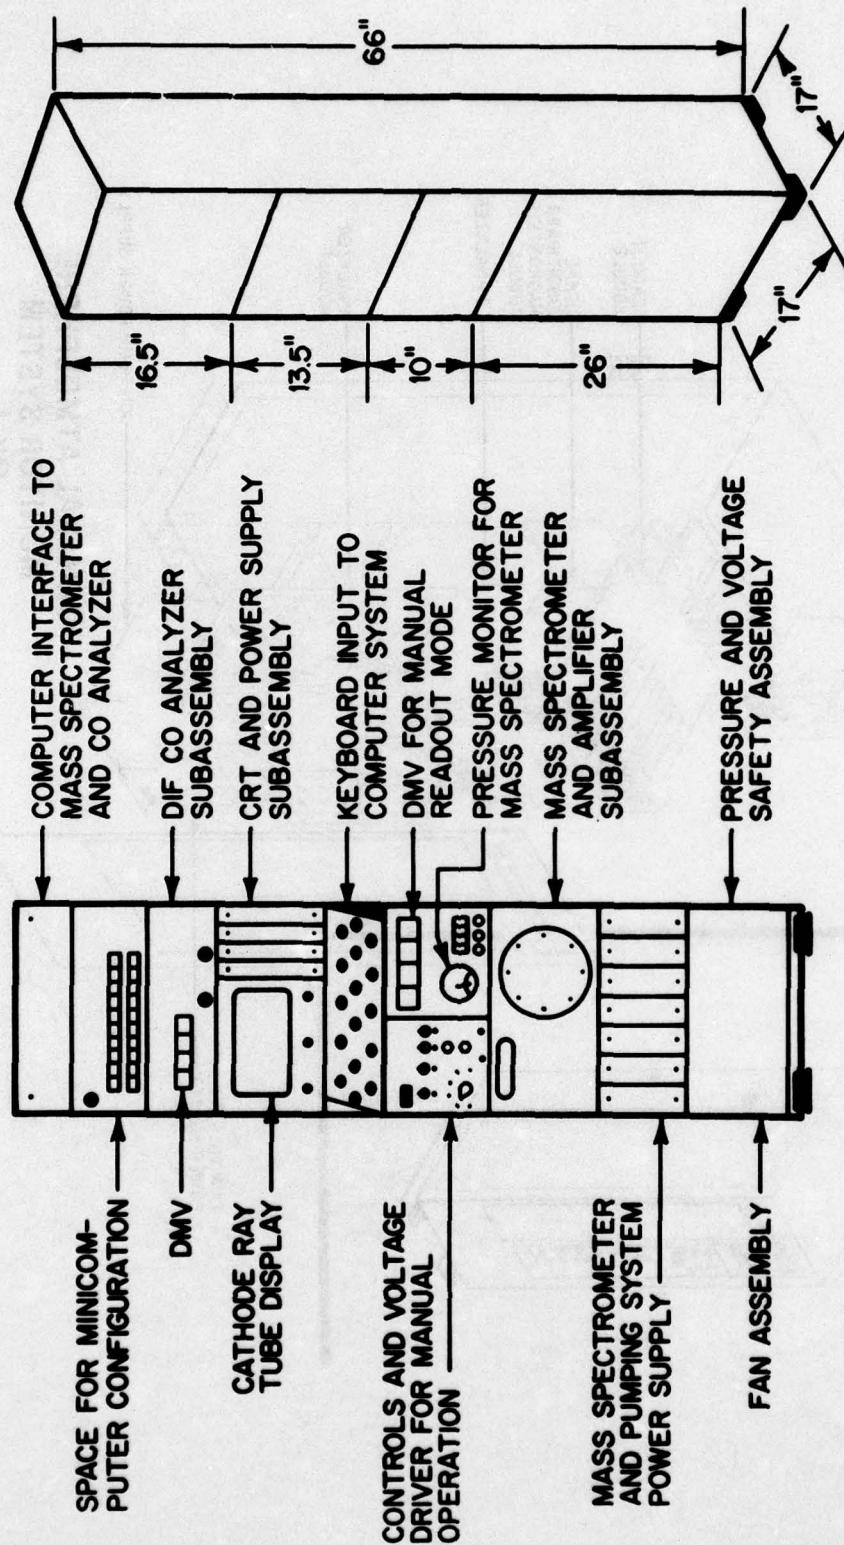 SPACE FOR MINICOM-
PUTER CONFIGURATION
DMV
CATHODE RAY
TUBE DISPLAY
CONTROLS AND VOLTAGE
DRIVER FOR MANUAL
OPERATION
MASS SPECTROMETER
AND PUMPING SYSTEM
POWER SUPPLY
FAN ASSEMBLY
COMPUTER INTERFACE TO
MASS SPECTROMETER
AND CO ANALYZER
DIF CO ANALYZER
SUBASSEMBLY
CRT AND POWER SUPPLY
SUBASSEMBLY
KEYBOARD INPUT TO
COMPUTER SYSTEM
DMV FOR MANUAL
READOUT MODE
PRESSURE MONITOR FOR
MASS SPECTROMETER
MASS SPECTROMETER
AND AMPLIFIER
SUBASSEMBLY
PRESSURE AND VOLTAGE
SAFETY ASSEMBLY
16.5"
13.5"
10"
26"
66"
17"
17"
MONITOR SYSTEM